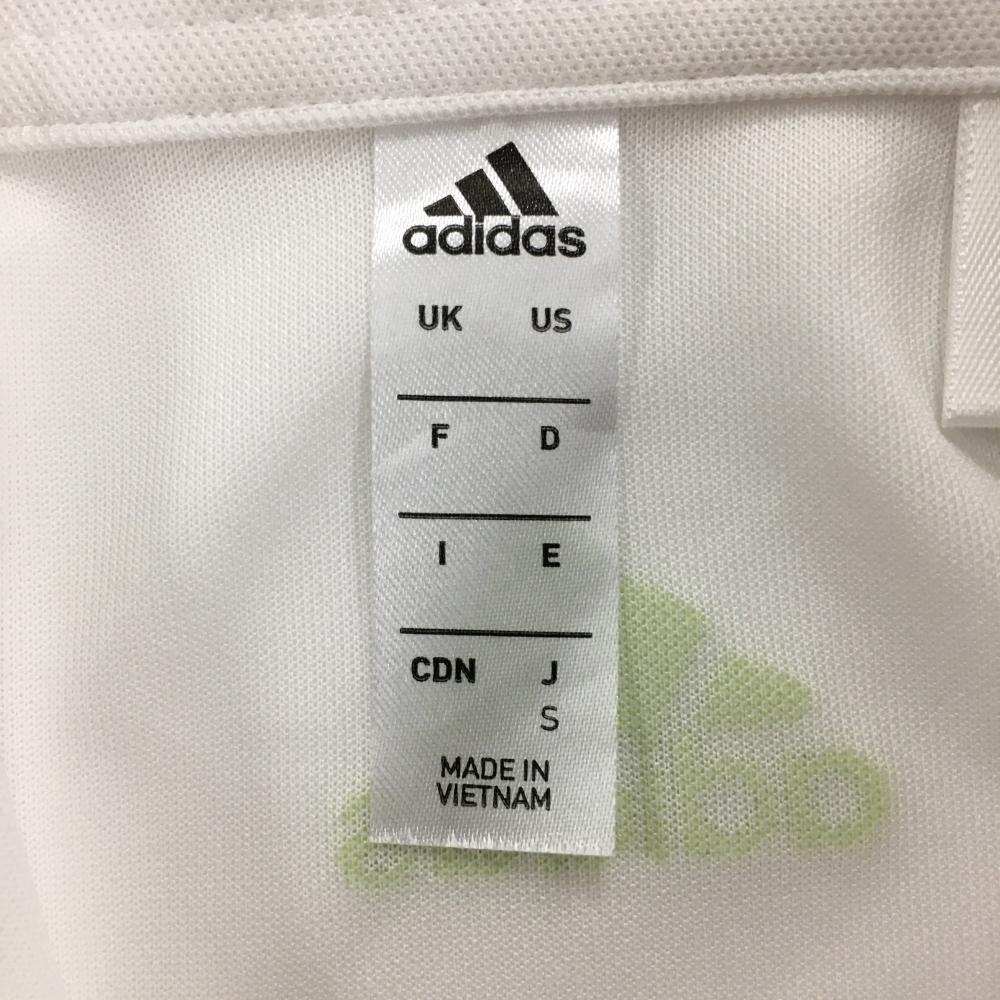 adidas
UK US
F D
I E
CDN J
S
MADE IN
VIETNAM